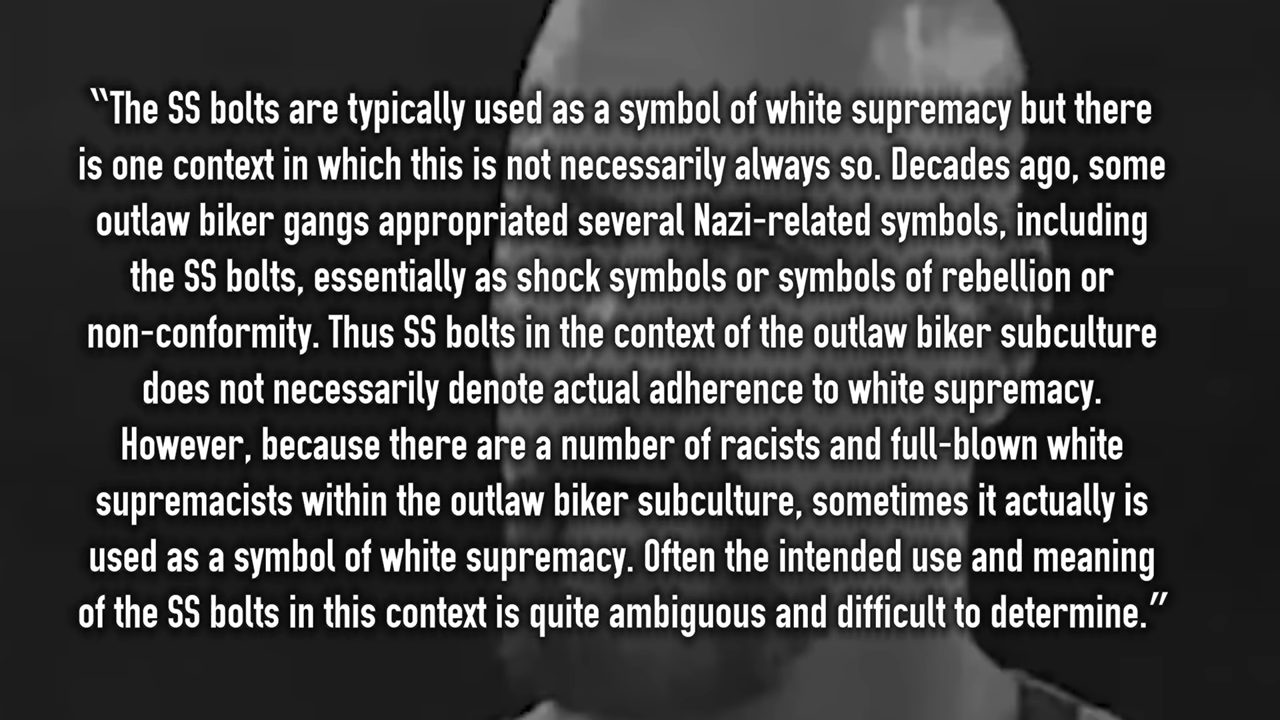 “The SS bolts are typically used as a symbol of white supremacy but there
is one context in which this is not necessarily always so. Decades ago, some
outlaw biker gangs appropriated several Nazi-related symbols, including
the SS bolts, essentially as shock symbols or symbols of rebellion or
non-conformity. Thus SS bolts in the context of the outlaw biker subculture
does not necessarily denote actual adherence to white supremacy.
However, because there are a number of racists and full-blown white
supremacists within the outlaw biker subculture, sometimes it actually is
used as a symbol of white supremacy. Often the intended use and meaning
of the SS bolts in this context is quite ambiguous and difficult to determine.”